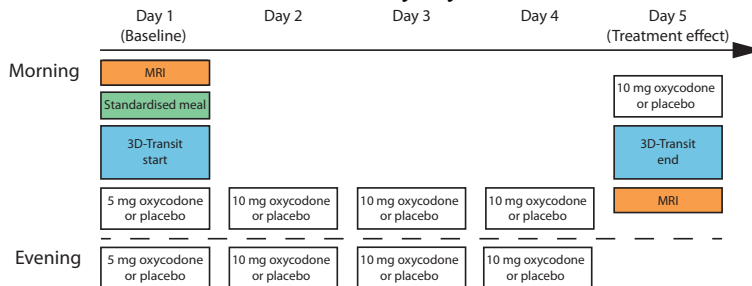 Day 1
(Baseline)
Day 2
Day 3
Day 4
Day 5
(Treatment effect)
Morning
MRI
Standardised meal
3D-Transit
start
10 mg oxycodone
or placebo
3D-Transit
end
5 mg oxycodone
or placebo
10 mg oxycodone
or placebo
10 mg oxycodone
or placebo
10 mg oxycodone
or placebo
MRI
Evening
5 mg oxycodone
or placebo
10 mg oxycodone
or placebo
10 mg oxycodone
or placebo
10 mg oxycodone
or placebo